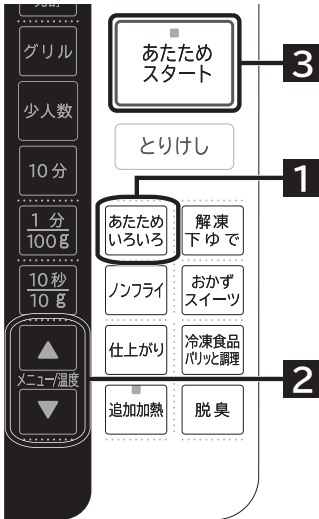 グリル
少人数
10分
1分
100g
10秒
10g
▲
メニュー/温度
▼
あたため
スタート
3
とりけし
1
あたため
いろいろ
解凍
下ゆで
ノンフライ
おかず
スイーツ
仕上がり
冷凍食品
パリッと調理
2
追加加熱
脱臭